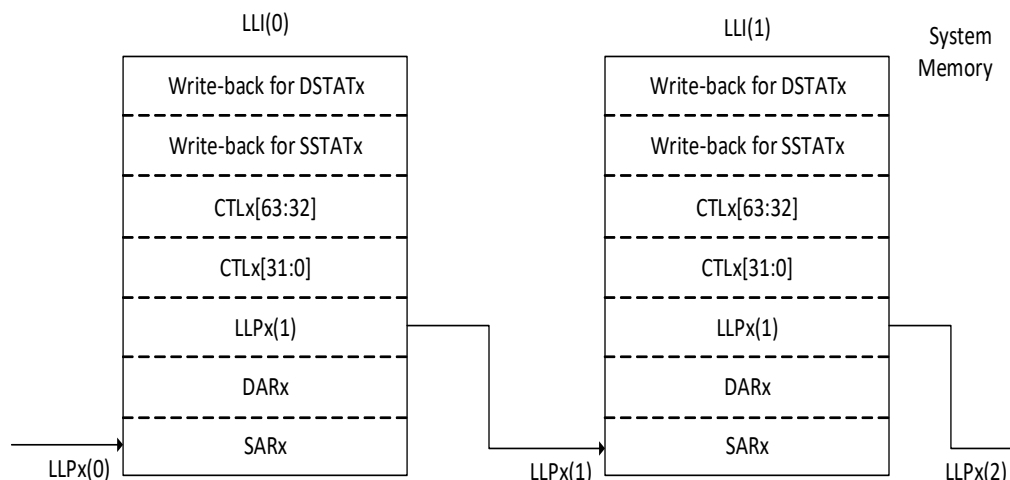 LLI(0)
Write-back for DSTATx
Write-back for SSTATx
CTLx[63:32]
CTLx[31:0]
LLPx(1)
DARx
SARx
LLPx(0)
LLI(1)
Write-back for DSTATx
Write-back for SSTATx
CTLx[63:32]
CTLx[31:0]
LLPx(1)
DARx
SARx
LLPx(1)
LLPx(2)
System
Memory